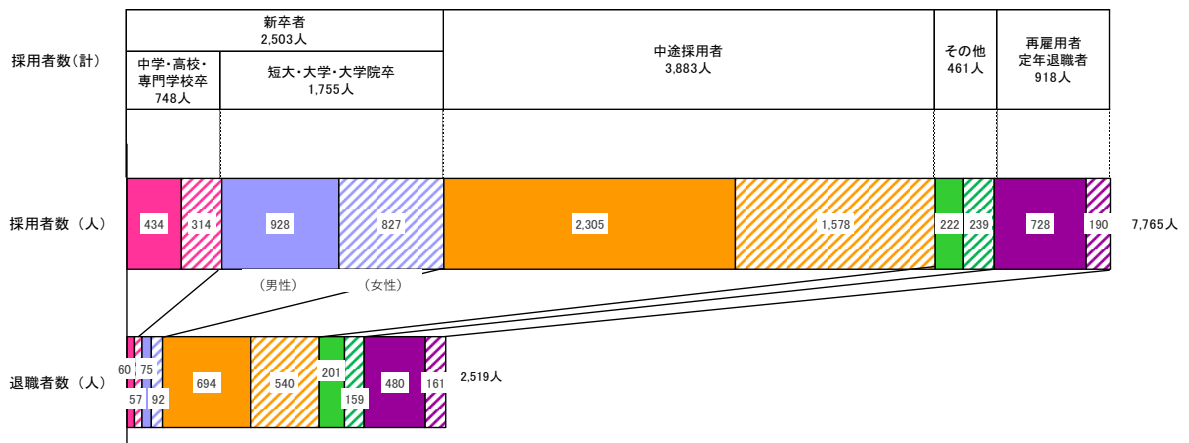 採用者数(計)
新卒者
2,503人
中学・高校・
専門学校卒
748人
短大・大学・大学院卒
1,755人
中途採用者
3,883人
その他
461人
再雇用者
定年退職者
918人
採用者数（人）
434
314
928
827
2,305
1,578
222
239
728
190
7,765人
（男性）
（女性）
退職者数（人）
60
57
75
92
694
540
201
159
480
161
2,519人